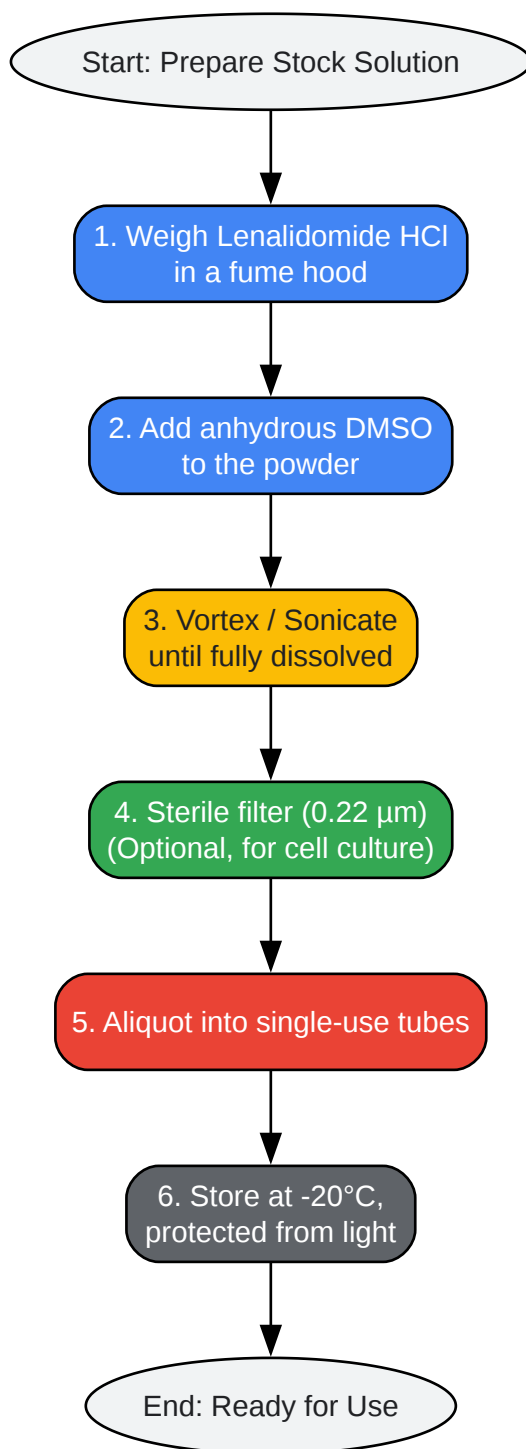 Start: Prepare Stock Solution
1. Weigh Lenalidomide HCl
in a fume hood
2. Add anhydrous DMSO
to the powder
3. Vortex / Sonicate
until fully dissolved
4. Sterile filter (0.22 µm)
(Optional, for cell culture)
5. Aliquot into single-use tubes
6. Store at -20°C,
protected from light
End: Ready for Use